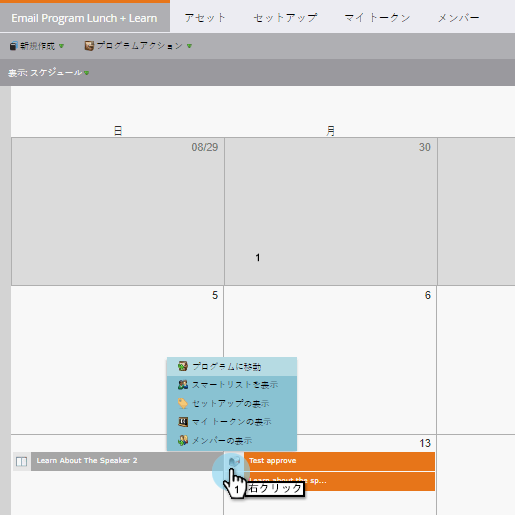 Email Program Lunch + Learn アセット セットアップ マイ トークン メンバー
新規作成 プログラムアクション
表示: スケジュール
日 月
08/29 30
1
5 6
プログラムに移動
スマートリストを表示
セットアップの表示
マイ トークンの表示
メンバーの表示
13
Learn About The Speaker 2 Test approve
Learn about the sp...
1 右クリック